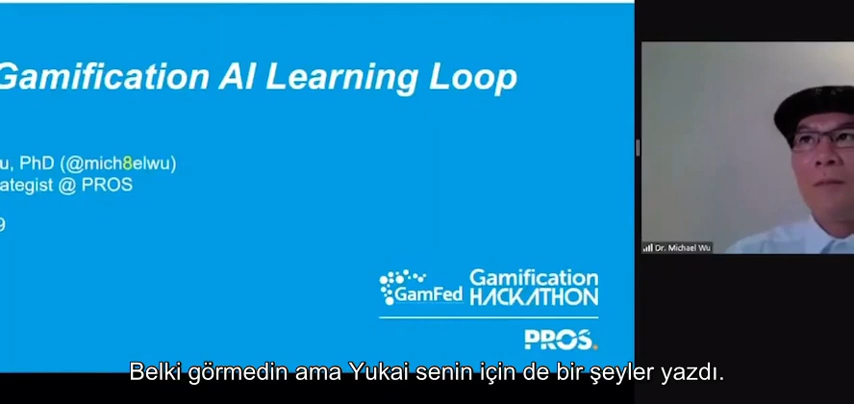 Gamification AI Learning Loop
u, PhD (@mich8elwu)
ategist @ PROS
9
GamFed
Gamification
HACKATHON
PROS.
Dr. Michael Wu
Belki görmedin ama Yukai senin için de bir şeyler yazdı.